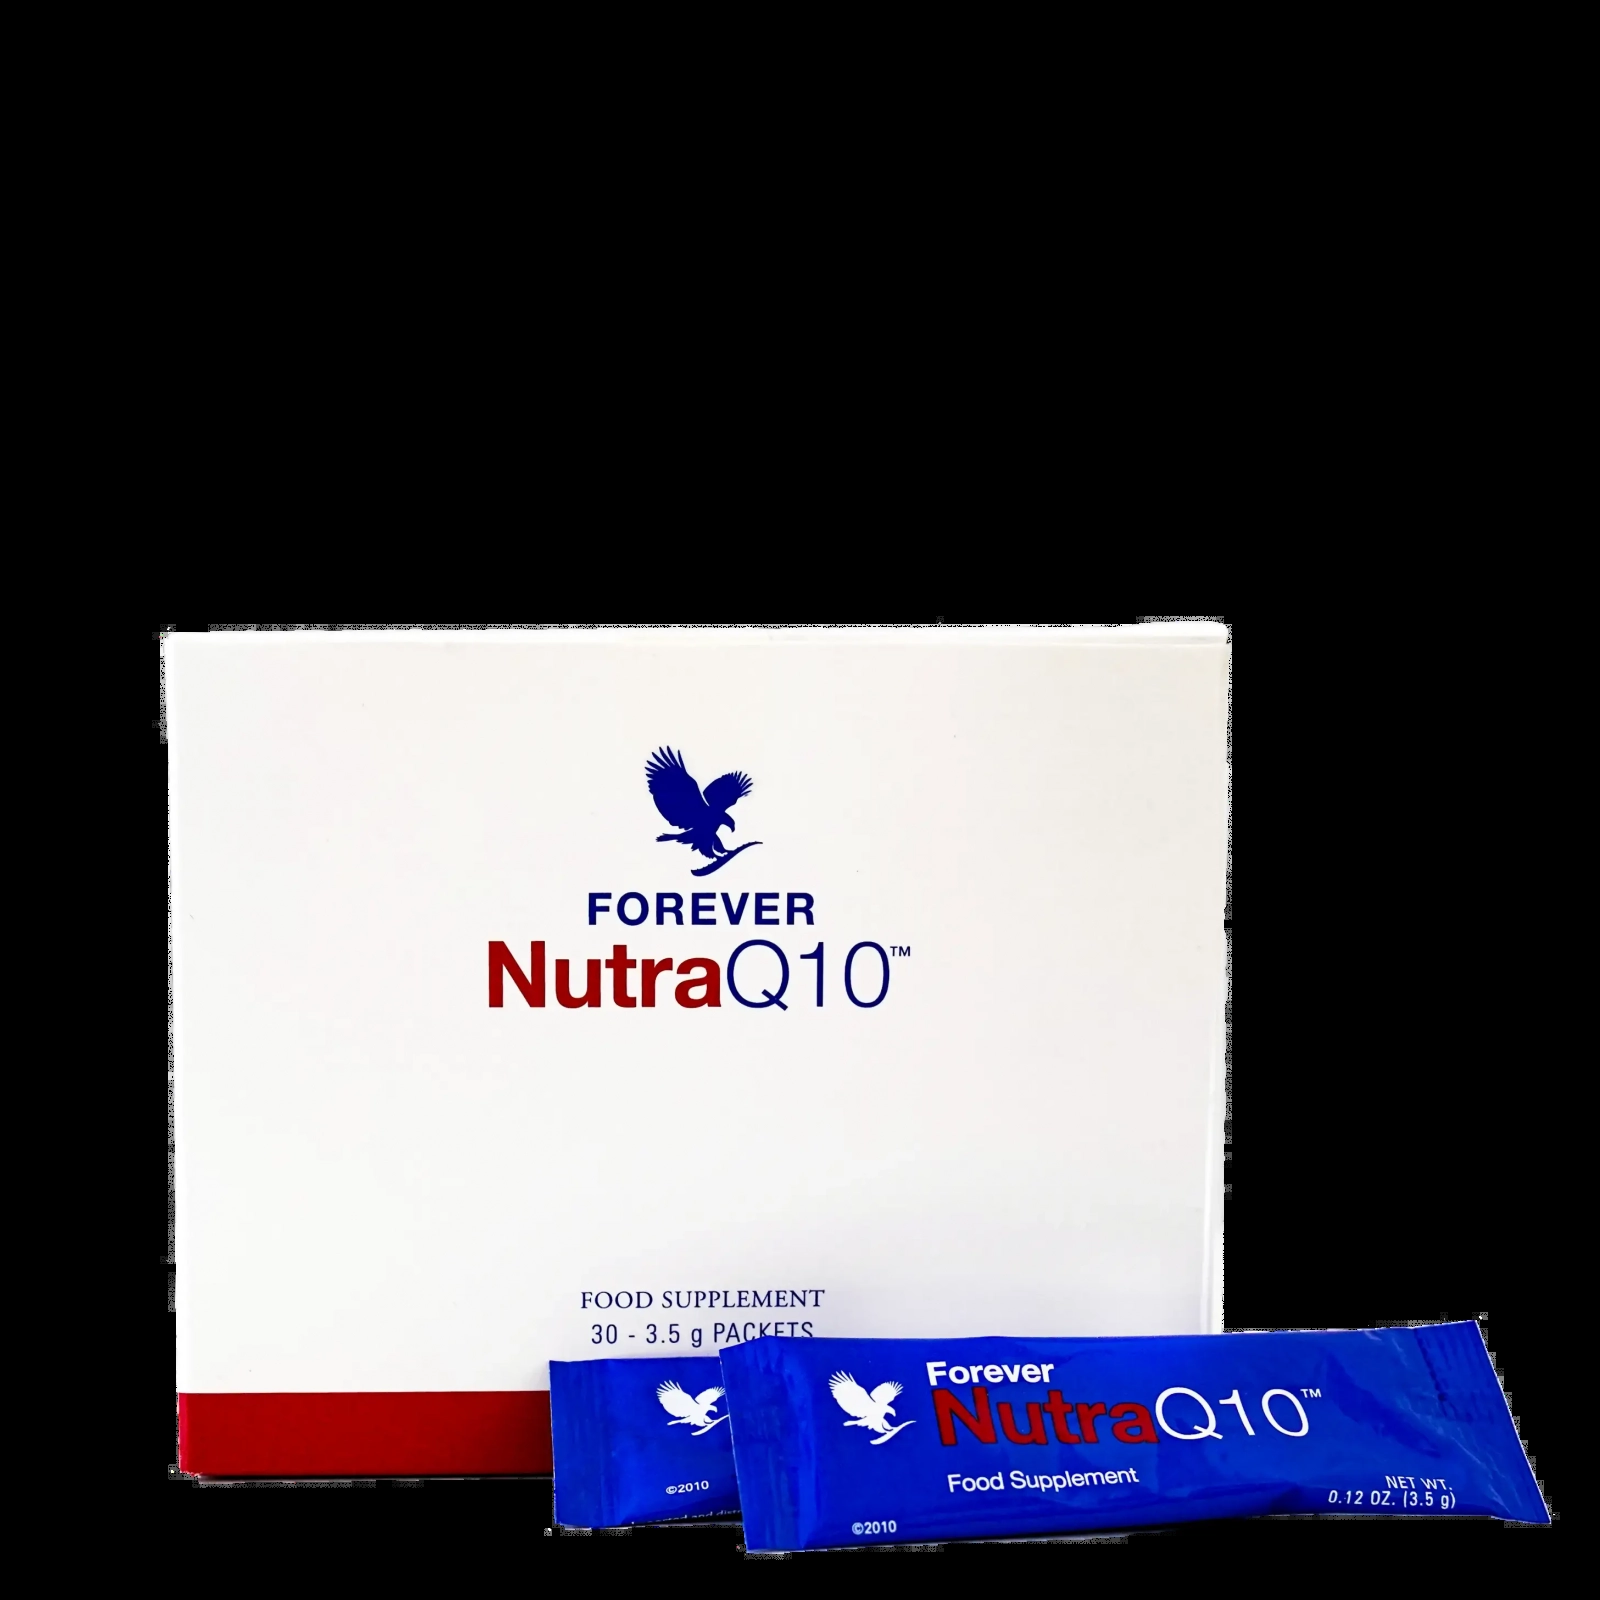 FOREVER
NutraQ10™
FOOD SUPPLEMENT
30 - 3.5 g PACKETS
©2010
Forever
NutraQ10™
Food Supplement
NET WT.
0.12 OZ. (3.5 g)
©2010